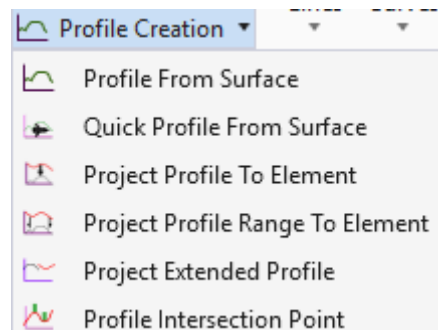 Profile Creation
Profile From Surface
Quick Profile From Surface
Project Profile To Element
Project Profile Range To Element
Project Extended Profile
Profile Intersection Point